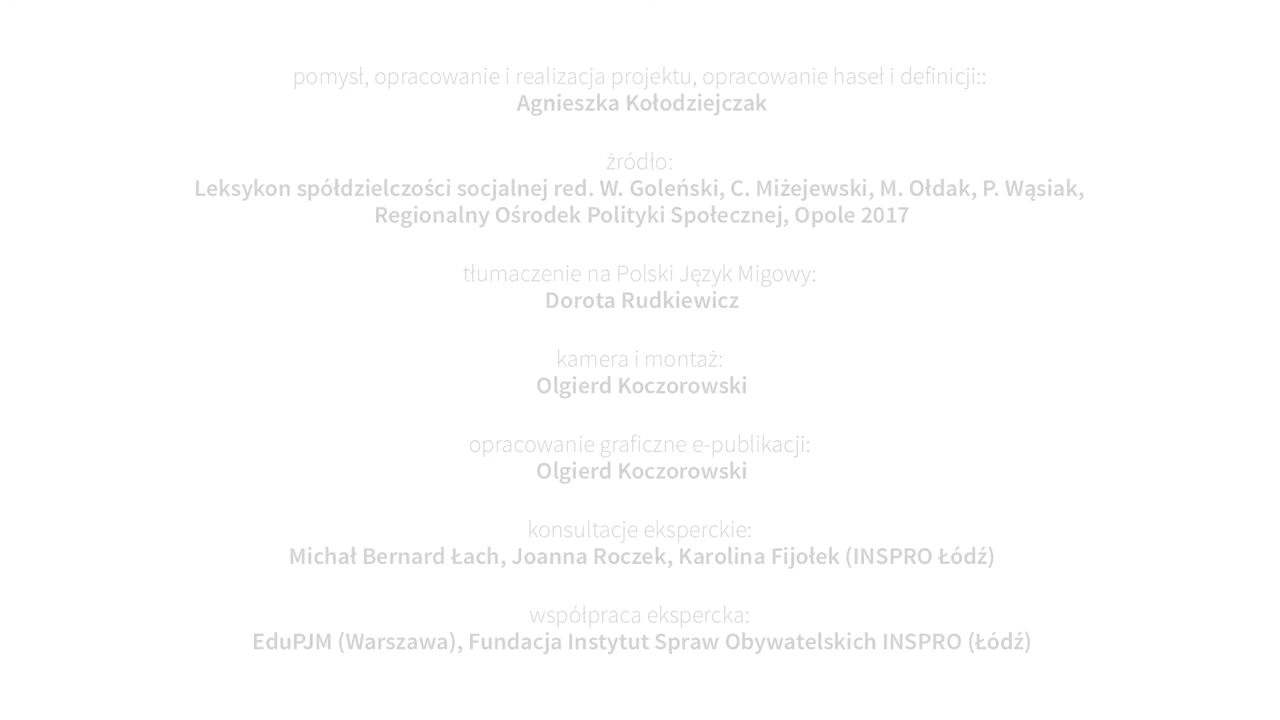 pomysł, opracowanie i realizacja projektu, opracowanie haseł i definicji::
Agnieszka Kołodziejczak
żródło:
Leksykon spółdzielczości socjalnej red. W. Goleński, C. Miżejewski, M. Ołdak, P. Wąsiak,
Regionalny Ośrodek Polityki Społecznej, Opole 2017
tłumaczenie na Polski Język Migowy:
Dorota Rudkiewicz
kamera i montaż:
Olgierd Koczorowski
opracowanie graficzne e-publikacji:
Olgierd Koczorowski
konsultacje eksperckie:
Michał Bernard Łach, Joanna Roczek, Karolina Fijołek (INSPRO Łódź)
współpraca ekspercka:
EduPJM (Warszawa), Fundacja Instytut Spraw Obywatelskich INSPRO (Łódź)